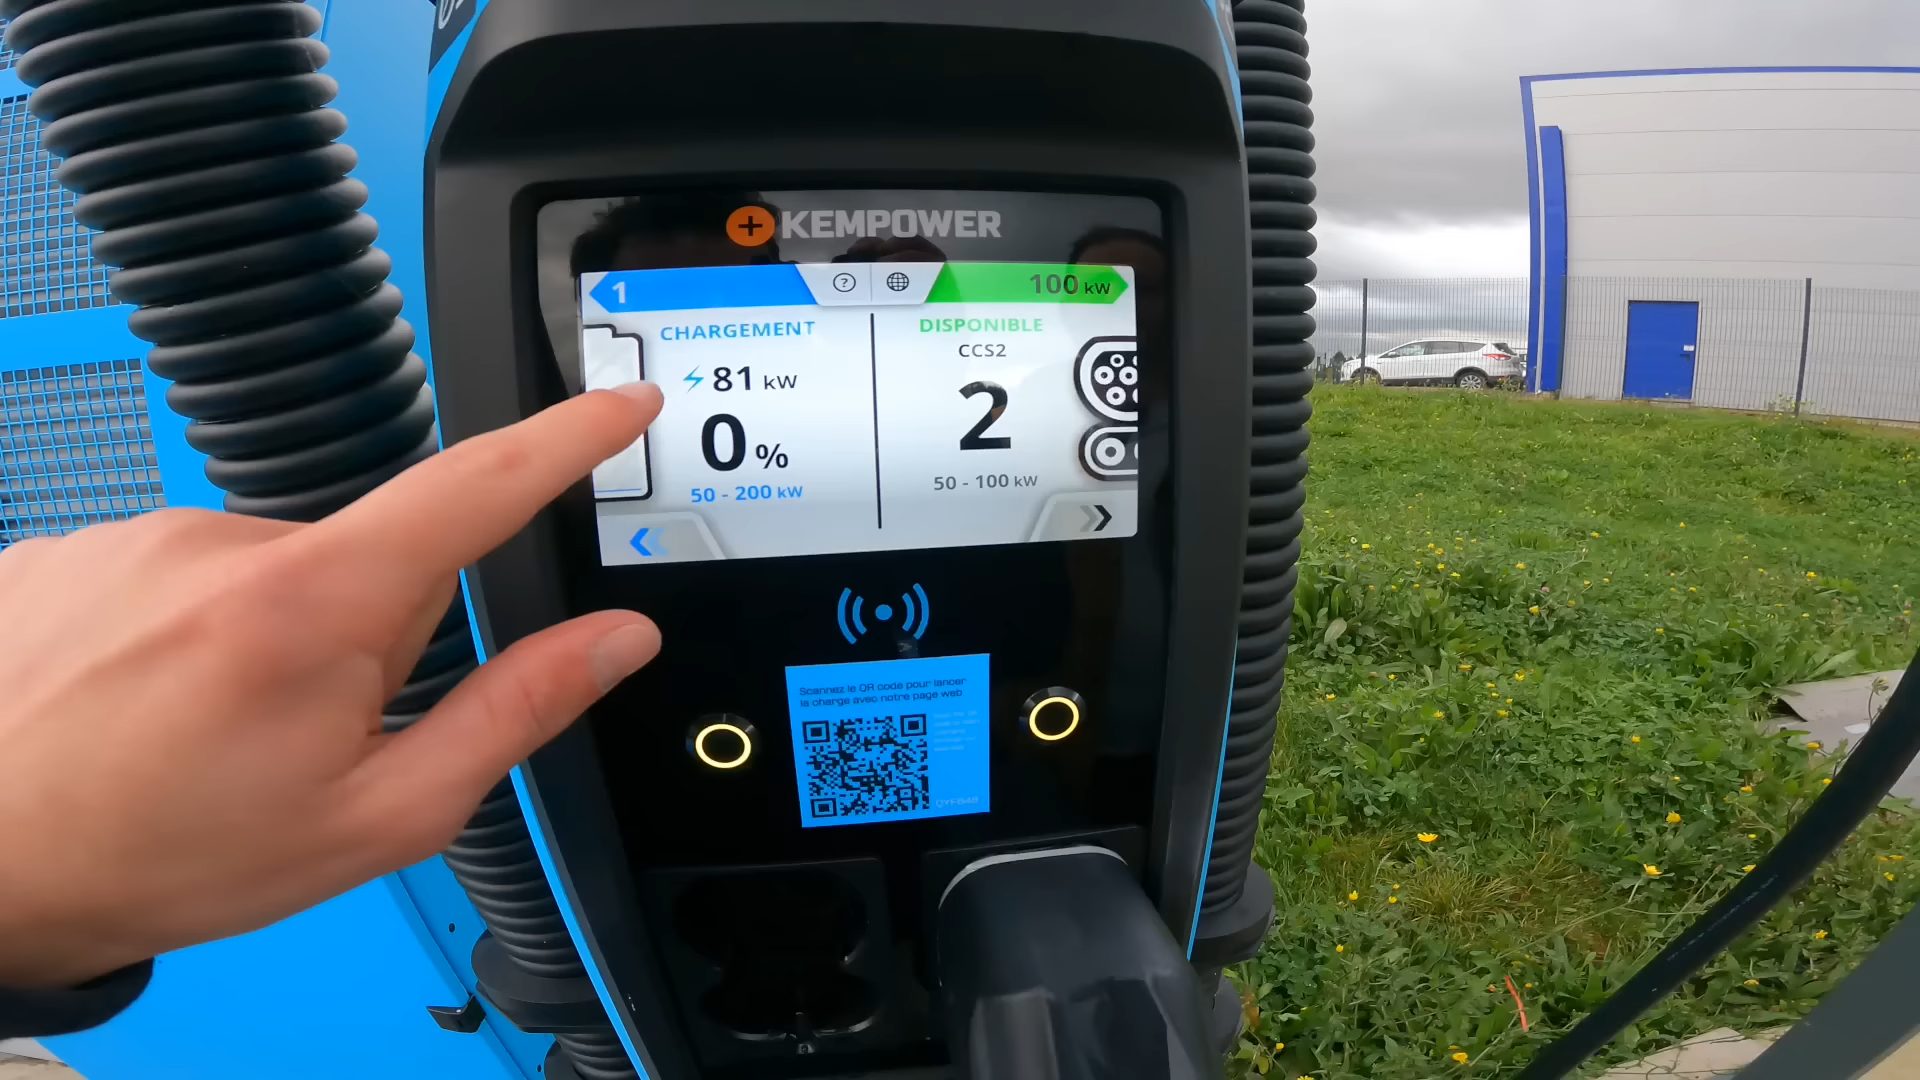 KEMPOWER
1
100 kW
CHARGEMENT
81 kW
0 %
50 - 200 kW
DISPONIBLE
CCS2
2
50 - 100 kW
Scannez le QR code pour lancer
la charge avec notre page web